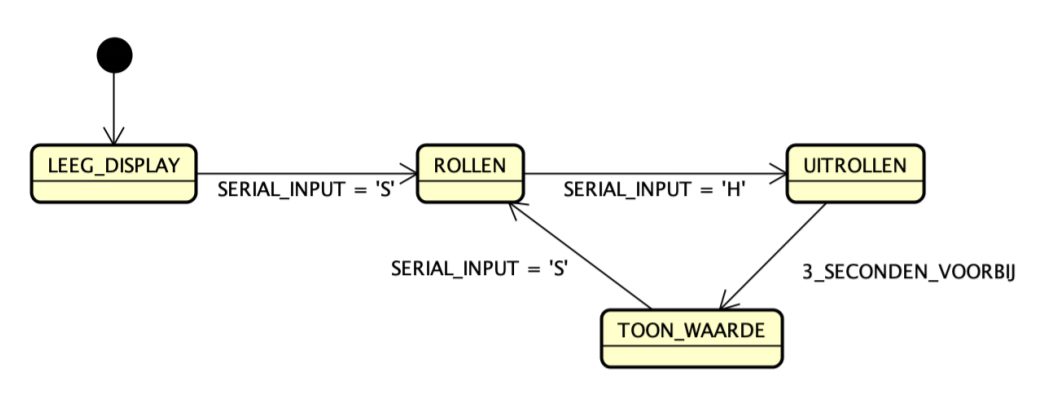 LEEG_DISPLAY
ROLLEN
UITROLLEN
SERIAL_INPUT = 'S'
SERIAL_INPUT = 'H'
SERIAL_INPUT = 'S'
3_SECONDEN_VOORBIJ
TOON_WAARDE